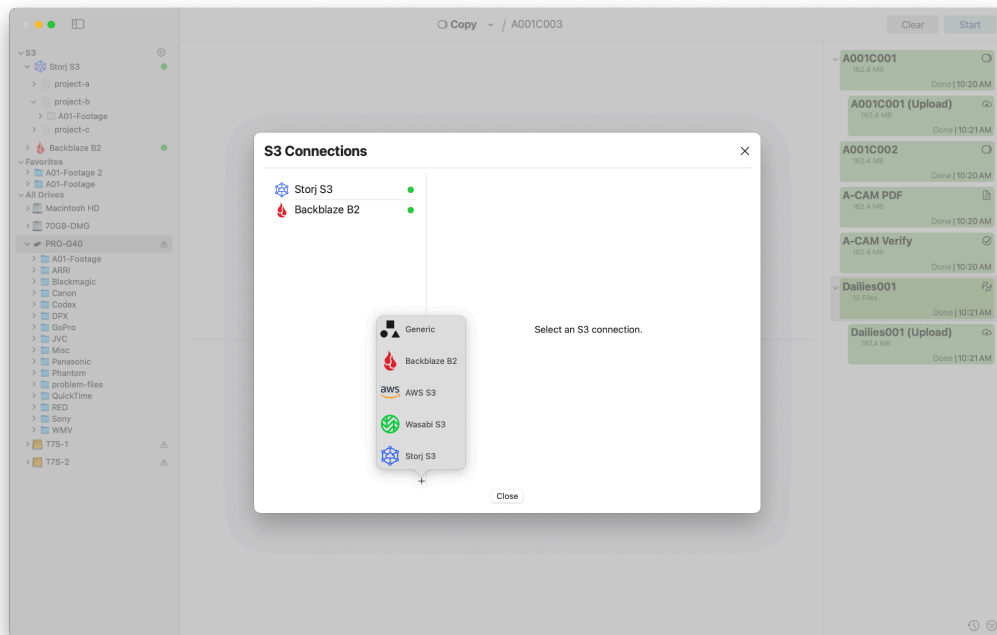 Copy / A001C003
Clear
Start
S3
Storj S3
project-a
project-b
A01-Footage
project-c
Backblaze B2
Favorites
A01-Footage 2
A01-Footage
All Drives
Macintosh HD
70GB-DMG
PRO-G40
A01-Footage
ARRI
Blackmagic
Canon
Codex
DPX
GoPro
JVC
Misc
Panasonic
Phantom
problem-files
QuickTime
RED
Sony
WMV
T7S-1
T7S-2
S3 Connections
Storj S3
Backblaze B2
Generic
Backblaze B2
aws AWS S3
Wasabi S3
Storj S3
+
Select an S3 connection.
Close
A001C001
162.4 MB
Done | 10:20 AM
A001C001 (Upload)
162.4 MB
Done | 10:21 AM
A001C002
162.4 MB
Done | 10:20 AM
A-CAM PDF
162.4 MB
Done | 10:20 AM
A-CAM Verify
162.4 MB
Done | 10:20 AM
Dailies001
12 Files
Done | 10:21 AM
Dailies001 (Upload)
197.4 MB
Done | 10:21 AM